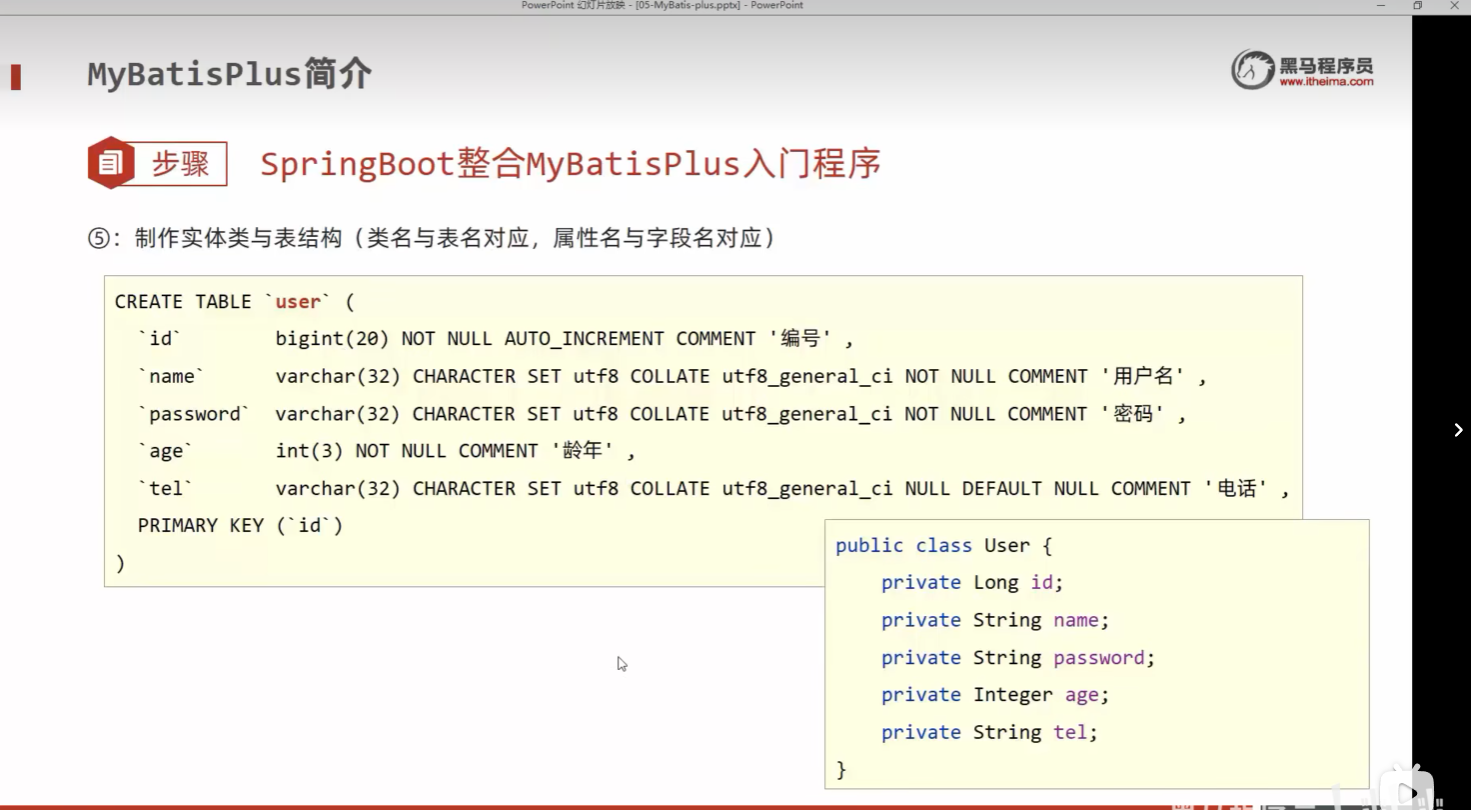 PowerPoint 幻灯片放映 - [05-MyBatis-plus.pptx] - PowerPoint
MyBatisPlus简介
黑马程序员
www.itheima.com
步骤
SpringBoot整合MyBatisPlus入门程序
⑤：制作实体类与表结构（类名与表名对应，属性名与字段名对应）
CREATE TABLE `user` (
`id` bigint(20) NOT NULL AUTO_INCREMENT COMMENT '编号' ,
`name` varchar(32) CHARACTER SET utf8 COLLATE utf8_general_ci NOT NULL COMMENT '用户名' ,
`password` varchar(32) CHARACTER SET utf8 COLLATE utf8_general_ci NOT NULL COMMENT '密码' ,
`age` int(3) NOT NULL COMMENT '龄年' ,
`tel` varchar(32) CHARACTER SET utf8 COLLATE utf8_general_ci NULL DEFAULT NULL COMMENT '电话' ,
PRIMARY KEY (`id`)
)
public class User {
private Long id;
private String name;
private String password;
private Integer age;
private String tel;
}